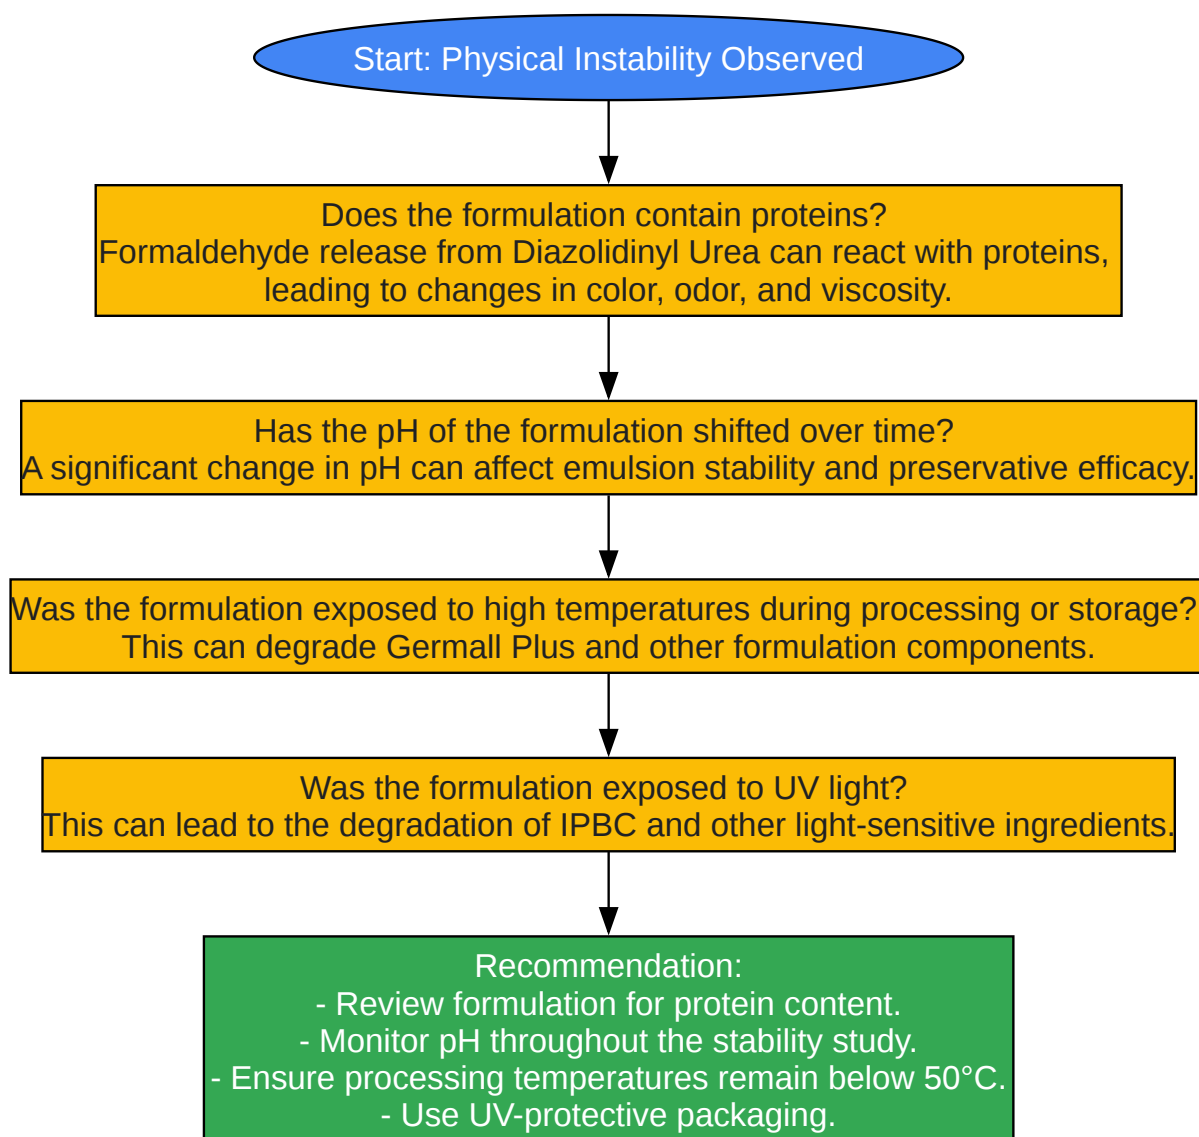 Start: Physical Instability Observed
Does the formulation contain proteins?
Formaldehyde release from Diazolidinyl Urea can react with proteins,
leading to changes in color, odor, and viscosity.
Has the pH of the formulation shifted over time?
A significant change in pH can affect emulsion stability and preservative efficacy.
Was the formulation exposed to high temperatures during processing or storage?
This can degrade Germall Plus and other formulation components.
Was the formulation exposed to UV light?
This can lead to the degradation of IPBC and other light-sensitive ingredients.
Recommendation:
- Review formulation for protein content.
- Monitor pH throughout the stability study.
- Ensure processing temperatures remain below 50°C.
- Use UV-protective packaging.